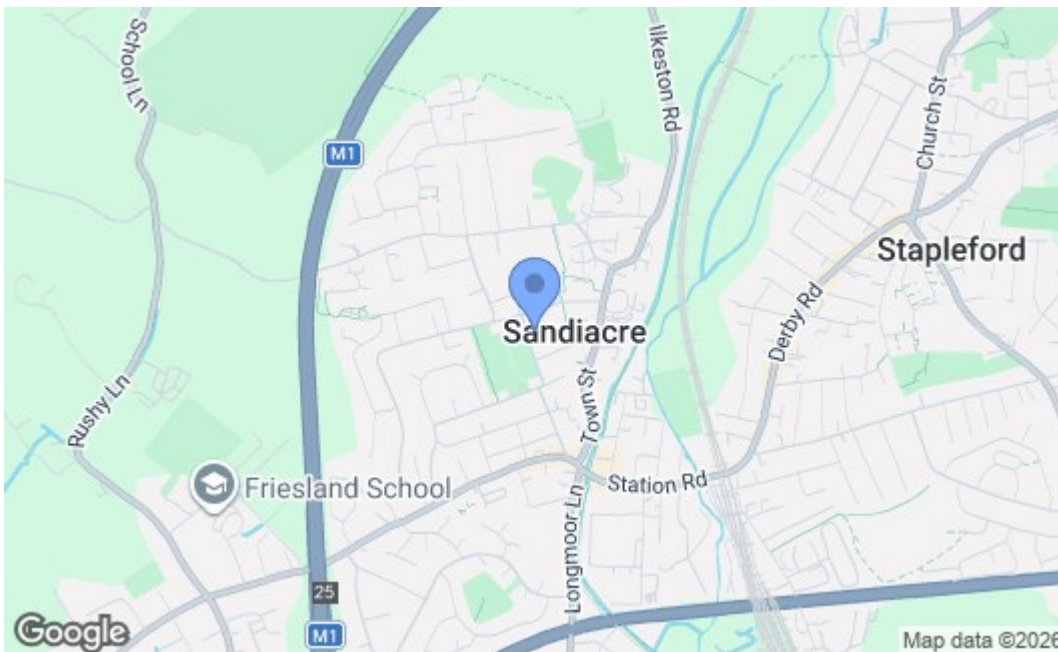 School Ln
Ilkeston Rd
Church St
M1
Stapleford
Sandiacre
Derby Rd
Town St
Rushy Ln
Friesland School
Station Rd
Longmoor Ln
25
M1
Google
Map data ©2026